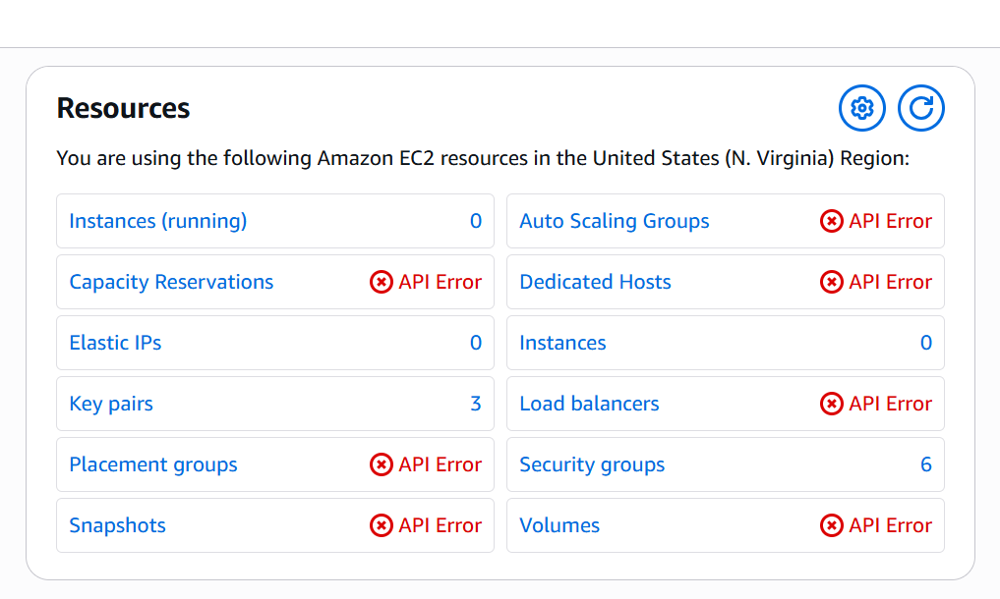 Resources
You are using the following Amazon EC2 resources in the United States (N. Virginia) Region:
Instances (running) 0
Auto Scaling Groups API Error
Capacity Reservations API Error
Dedicated Hosts API Error
Elastic IPs 0
Instances 0
Key pairs 3
Load balancers API Error
Placement groups API Error
Security groups 6
Snapshots API Error
Volumes API Error